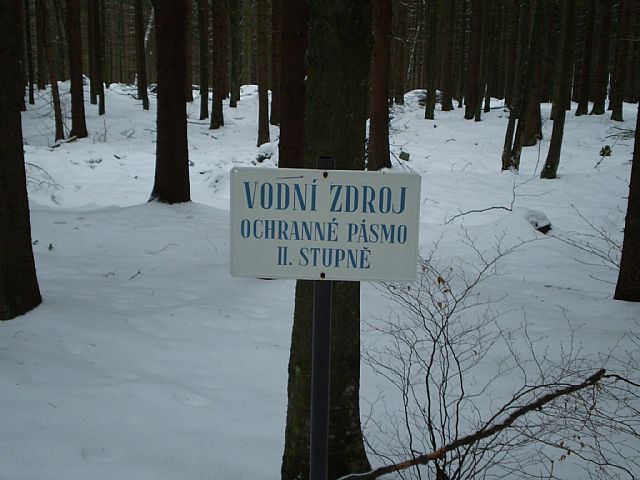 VODNÍ ZDROJ
OCHRANNÉ PÁSMO
II. STUPNĚ